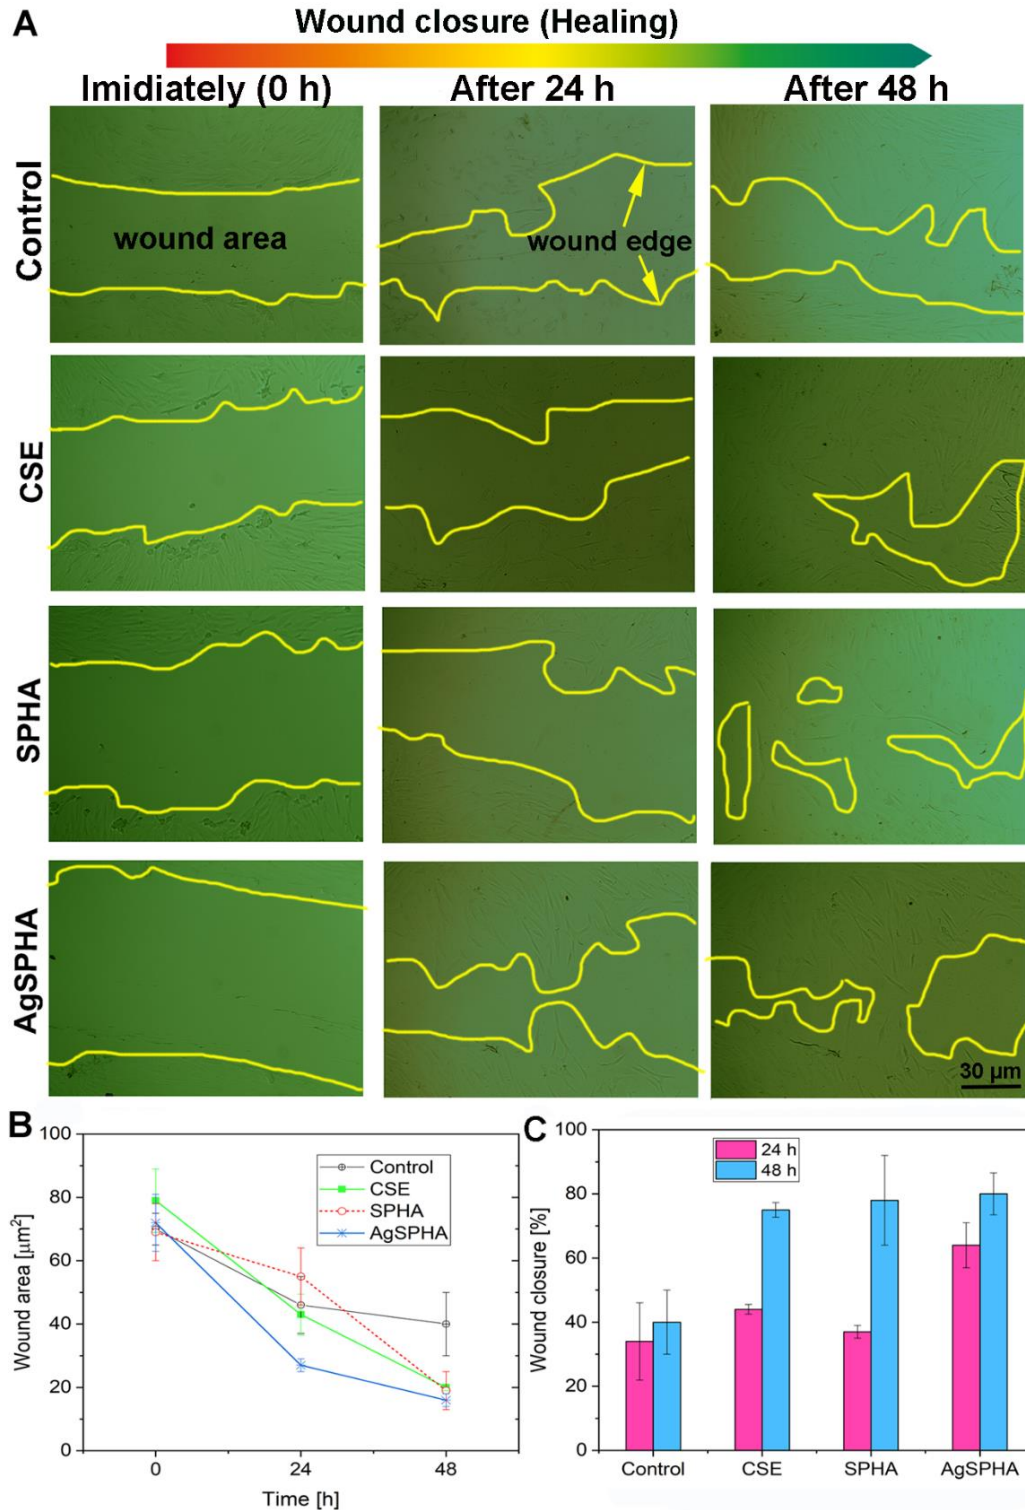 A
Wound closure (Healing)
Imidiately (0 h)
After 24 h
After 48 h
Control
wound area
wound edge
CSE
SPHA
AgSPHA
30 μm
B
100
80
60
40
20
0
Wound area [μm²]
0
24
48
Time [h]
Control
CSE
SPHA
AgSPHA
C
100
80
60
40
20
0
Wound closure [%]
24 h
48 h
Control
CSE
SPHA
AgSPHA